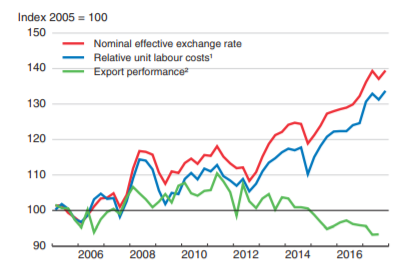 Index 2005 = 100
150
Nominal effective exchange rate
Relative unit labour costs¹
Export performance²
140
130
120
110
100
90
2006 2008 2010 2012 2014 2016